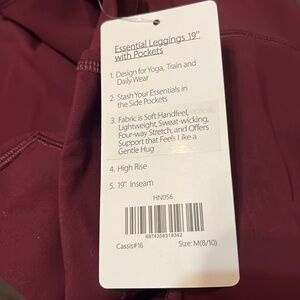 Essential Leggings 19"
with Pockets
1. Design for Yoga, Train and
Daily Wear
2. Stash Your Essentials in
the Side Pockets
3. Fabric is Soft Handfeel,
Lightweight, Sweat-wicking,
Four-way Stretch, and Offers
Support that Feels Like a
Gentle Hug
4. High Rise
5. 19" Inseam
HN056
6974356319342
Cassis#16 Size: M(8/10)